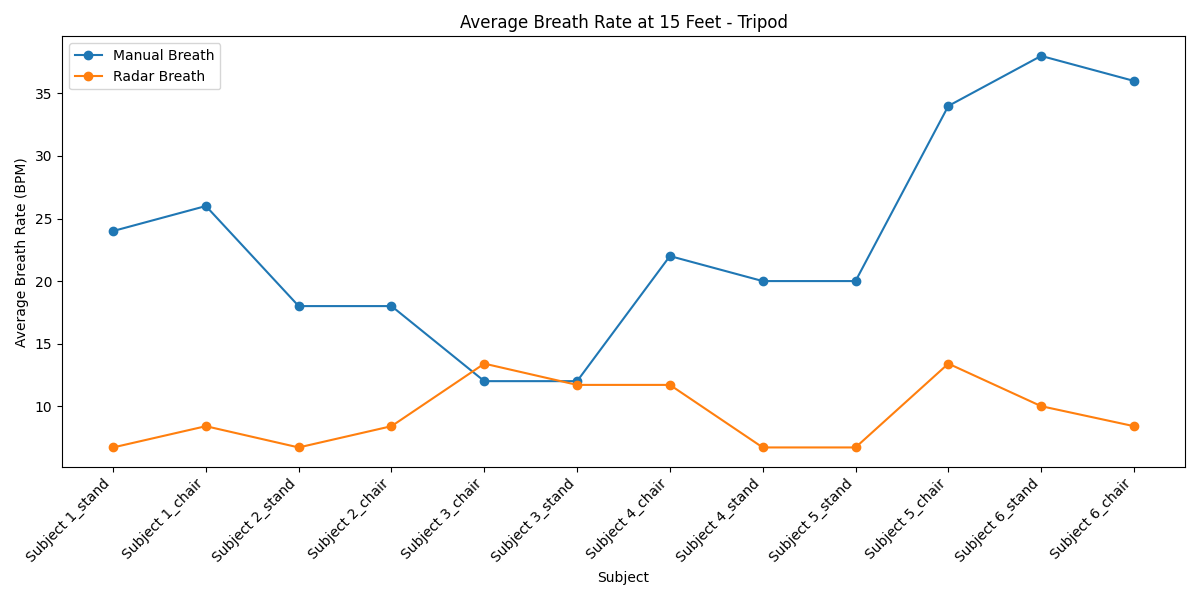 Average Breath Rate at 15 Feet - Tripod
Manual Breath
Radar Breath
Average Breath Rate (BPM)
35
30
25
20
15
10
Subject 1_stand
Subject 1_chair
Subject 2_stand
Subject 2_chair
Subject 3_chair
Subject 3_stand
Subject 4_chair
Subject 4_stand
Subject 5_stand
Subject 5_chair
Subject 6_stand
Subject 6_chair
Subject